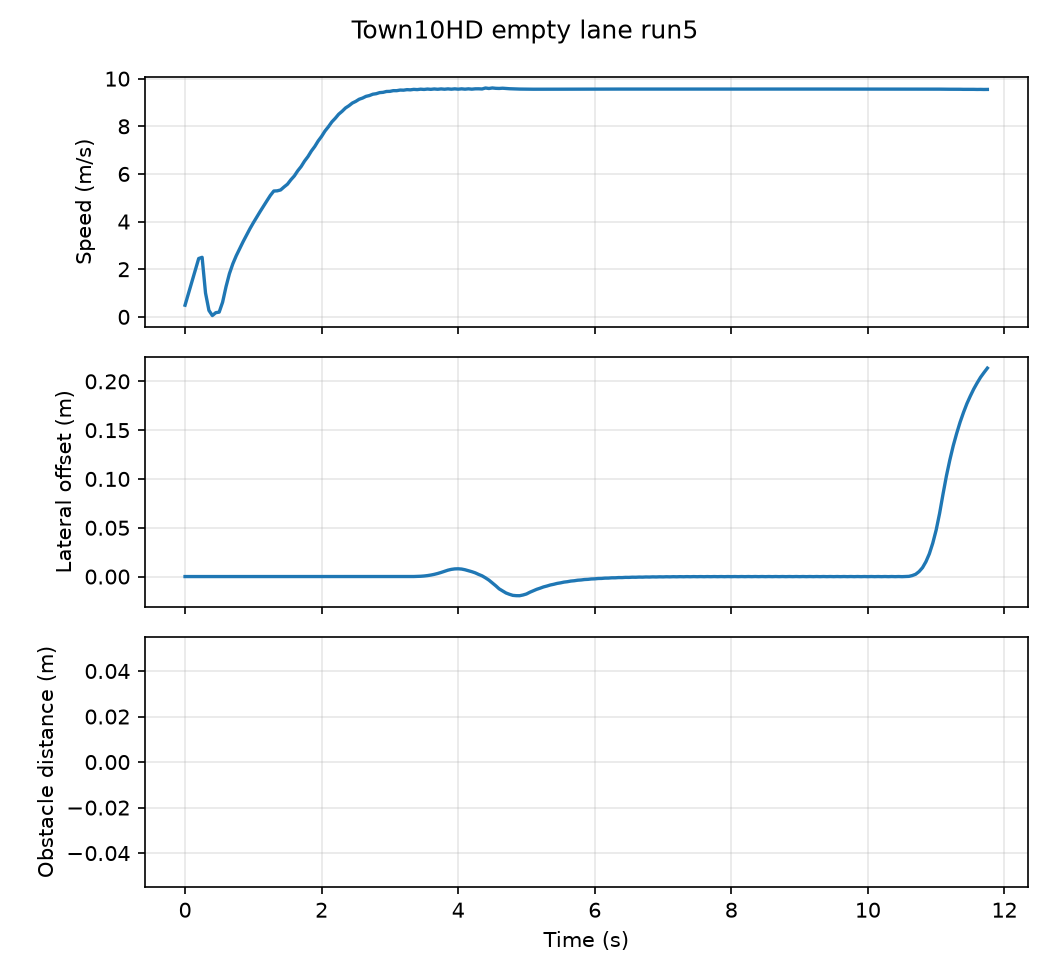 Town10HD empty lane run5
10
8
6
4
2
0
Speed (m/s)
0.20
0.15
0.10
0.05
0.00
Lateral offset (m)
0.04
0.02
0.00
−0.02
−0.04
Obstacle distance (m)
0 2 4 6 8 10 12
Time (s)